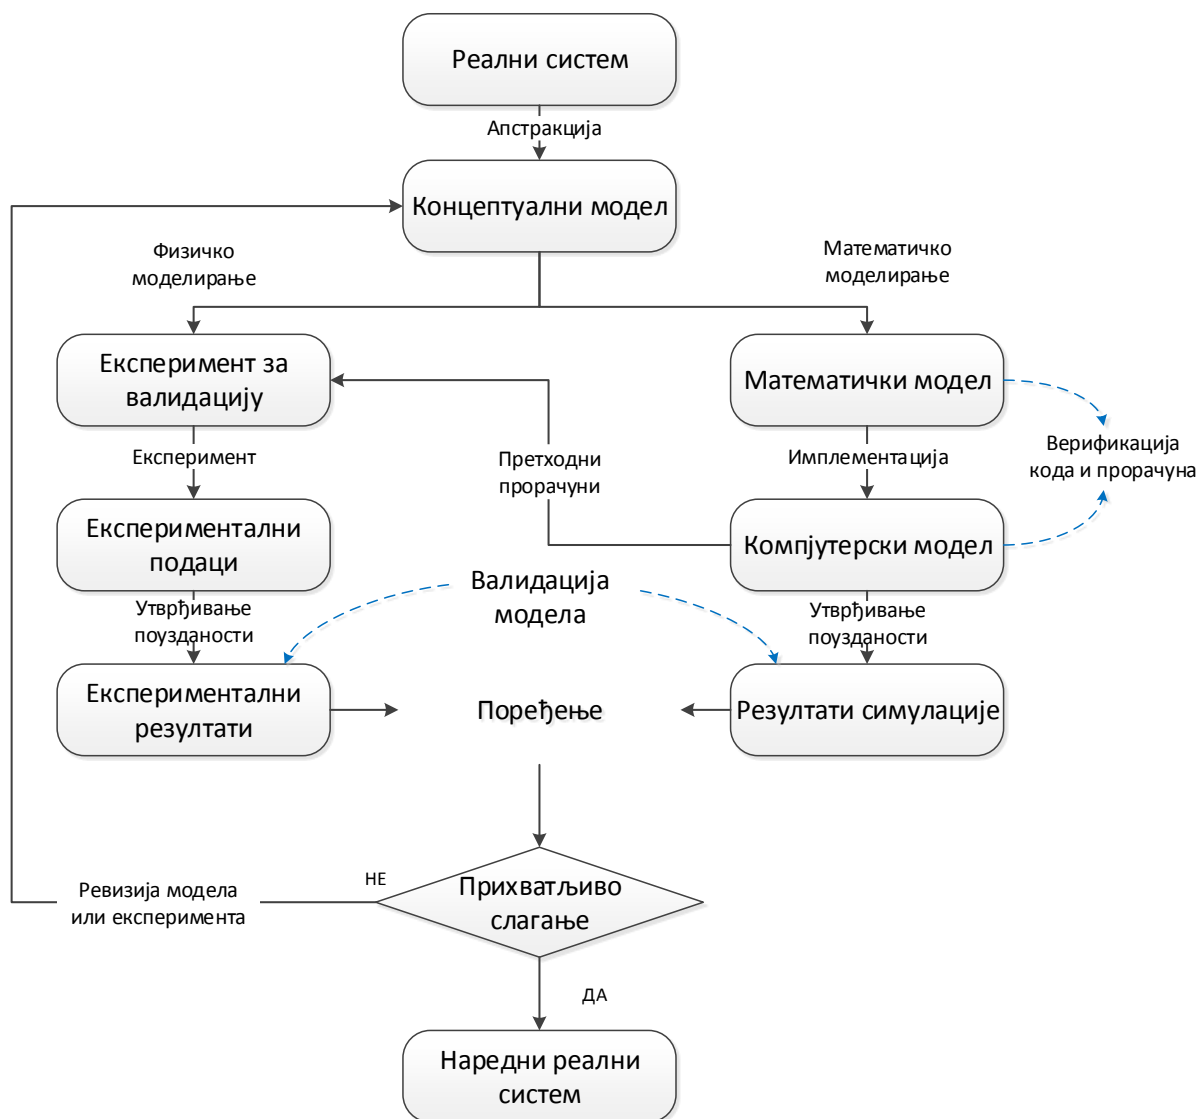 Реални систем
Апстракција
Концептуални модел
Физичко
моделирање
Математичко
моделирање
Експеримент за
валидацију
Математички модел
Експеримент
Претходни
прорачуни
Имплементација
Верификација
кода и прорачуна
Експериментални
подаци
Компјутерски модел
Валидација
модела
Утврђивање
поузданости
Утврђивање
поузданости
Експериментални
резултати
Поређење
Резултати симулације
НЕ
Ревизија модела
или експеримента
Прихватљиво
слагање
ДА
Наредни реални
систем